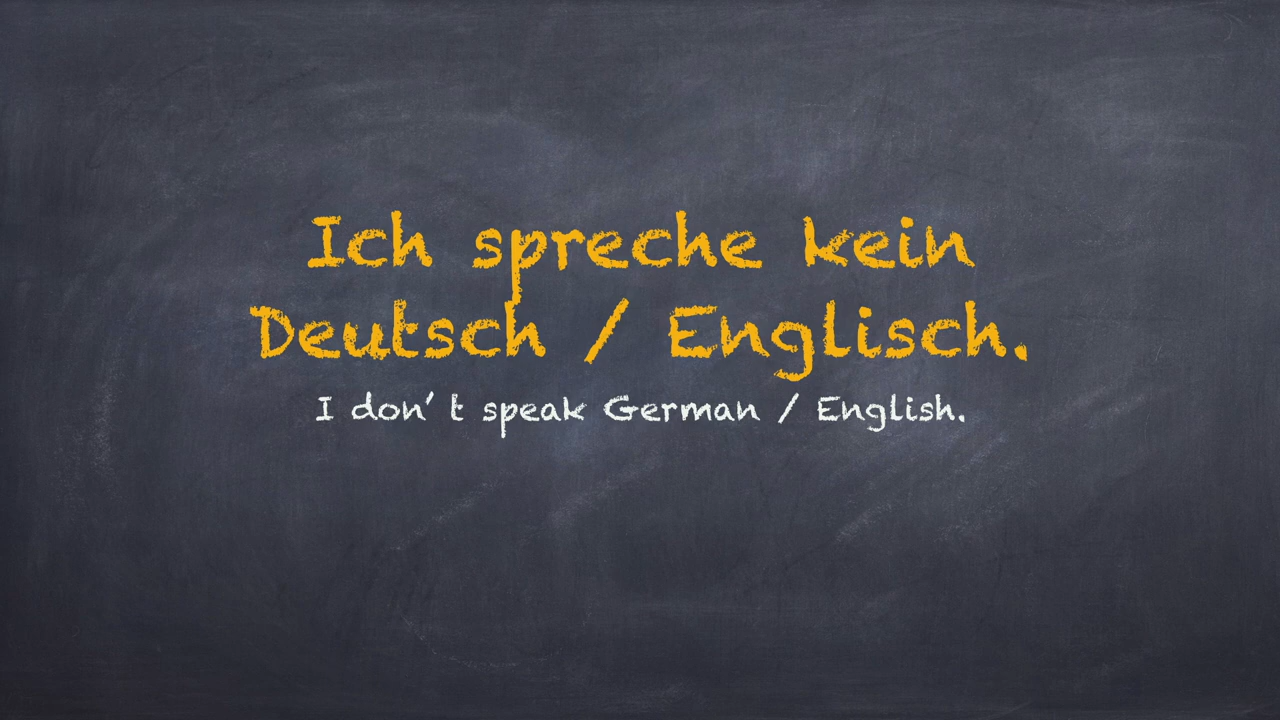 Ich spreche kein
Deutsch / Englisch.
I don’ t speak German / English.